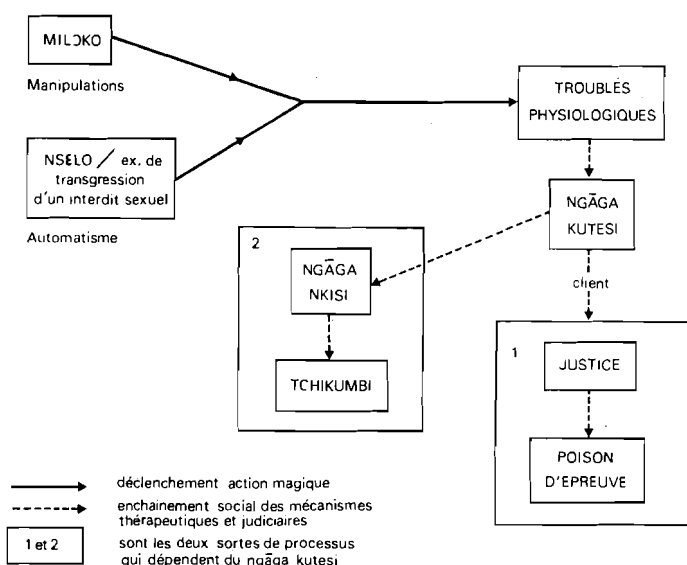 MILOKO
Manipulations
NSELO / ex. de
transgression
d'un interdit sexuel
Automatisme
TROUBLES
PHYSIOLOGIQUES
NGĀGA
KUTESI
client
2
NGĀGA
NKISI
TCHIKUMBI
1
JUSTICE
POISON
D'EPREUVE
déclenchement action magique
enchainement social des mécanismes
thérapeutiques et judiciaires
1 et 2
sont les deux sortes de processus
qui dépendent du ngāga kutesi